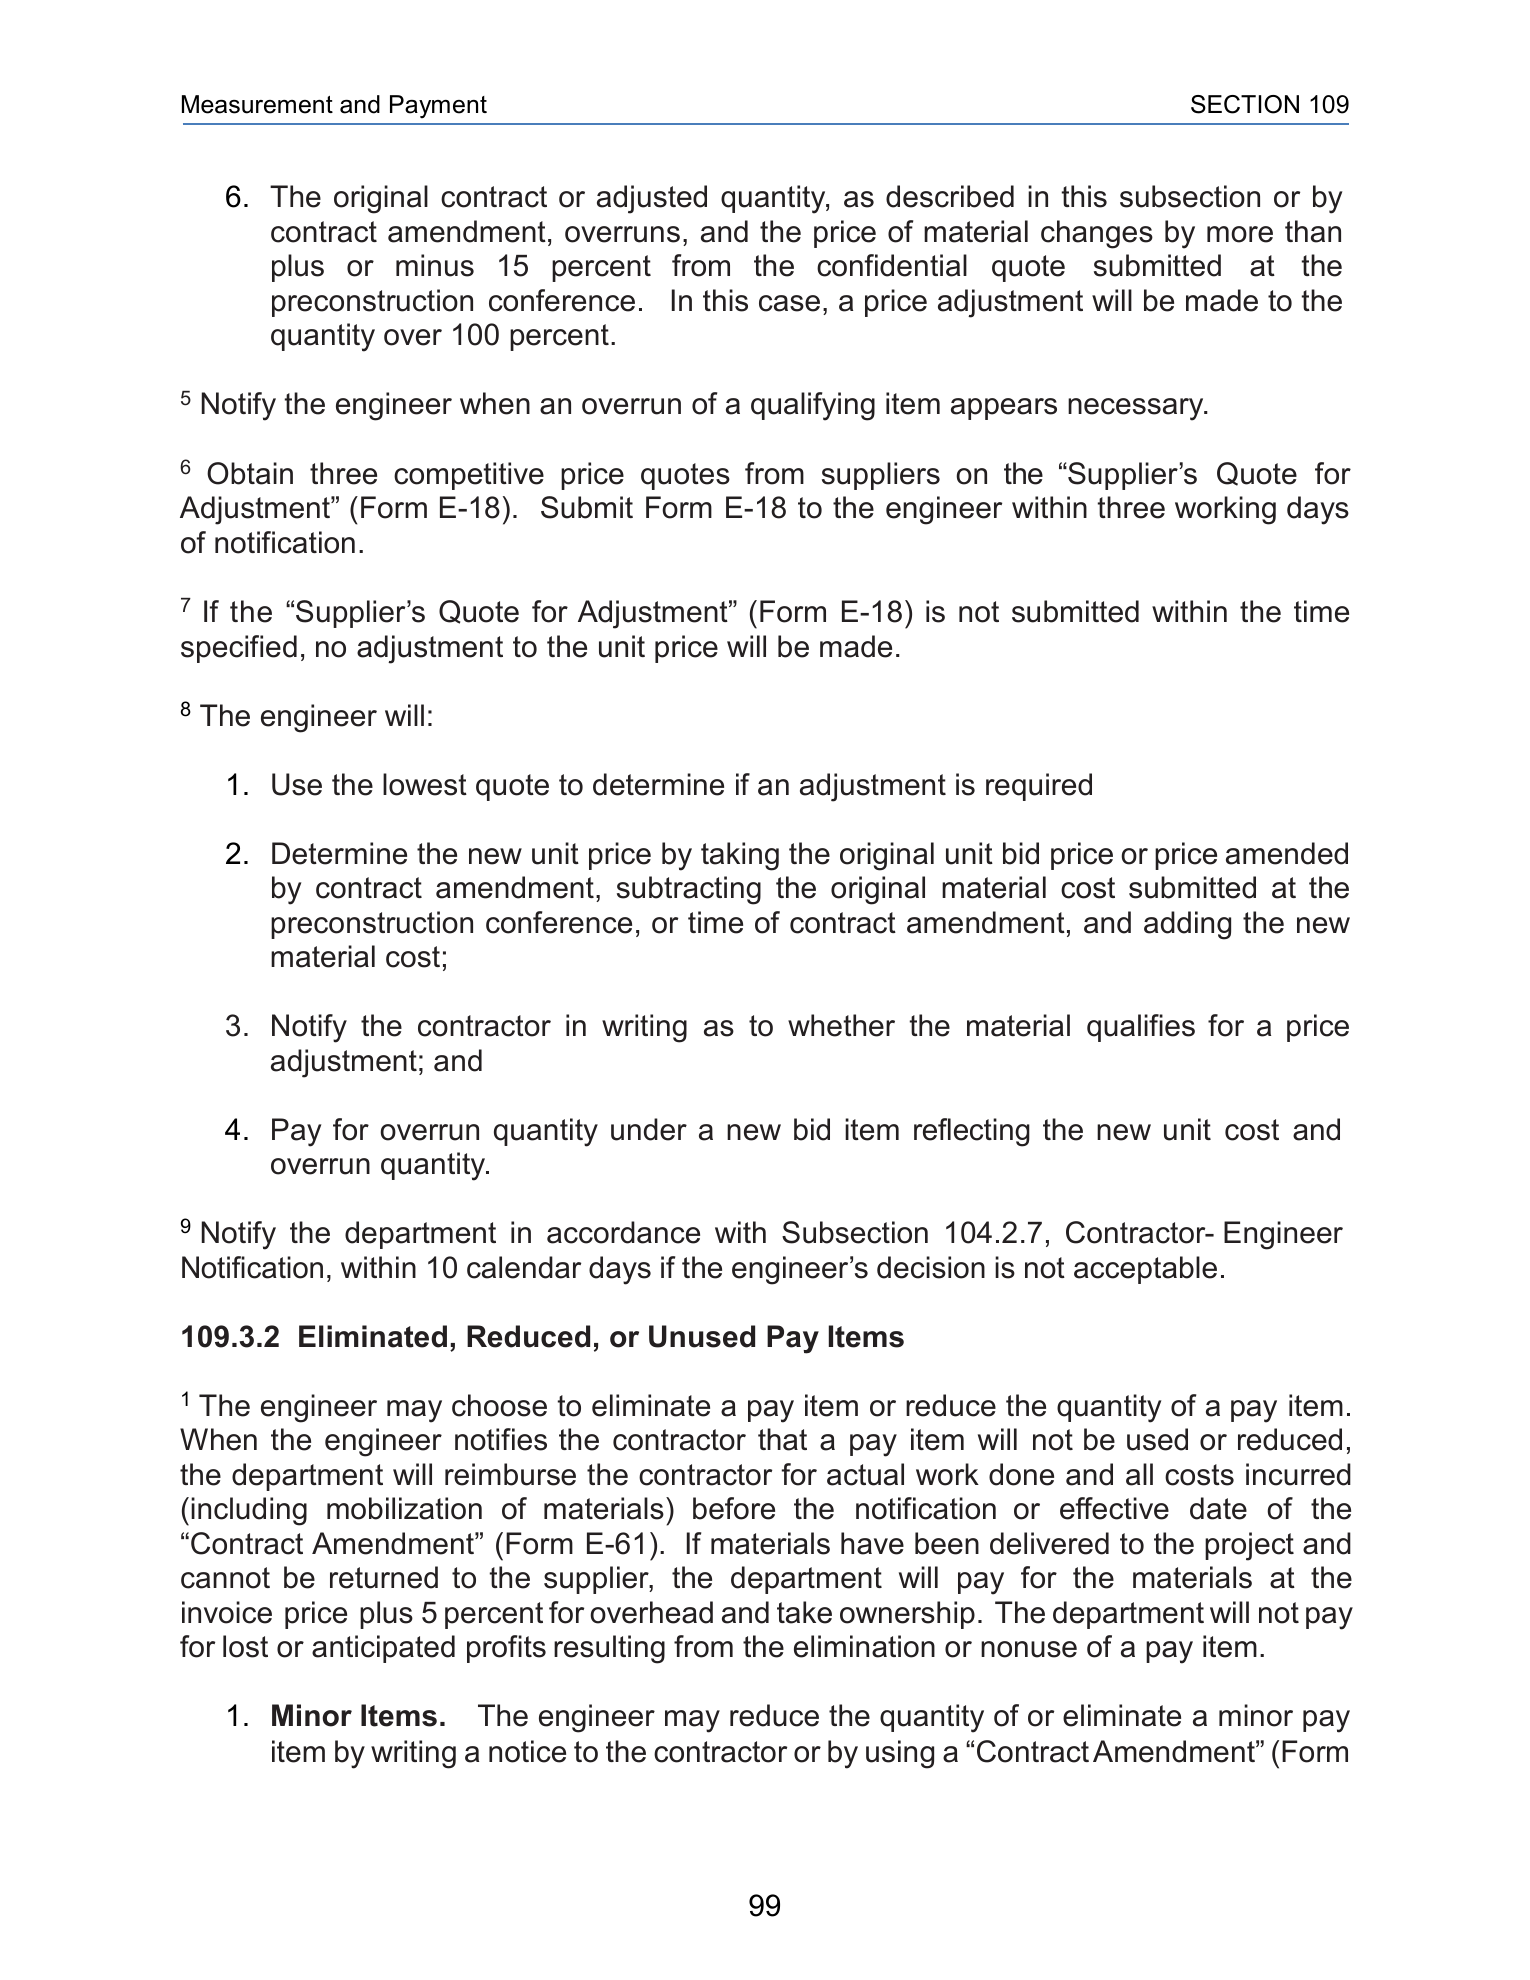 Measurement and Payment SECTION 109
6. The original contract or adjusted quantity, as described in this subsection or by
contract amendment, overruns, and the price of material changes by more than
plus or minus 15 percent from the confidential quote submitted at the
preconstruction conference. In this case, a price adjustment will be made to the
quantity over 100 percent.
5 Notify the engineer when an overrun of a qualifying item appears necessary.
6 Obtain three competitive price quotes from suppliers on the “Supplier’s Quote for
Adjustment” (Form E-18). Submit Form E-18 to the engineer within three working days
of notification.
7 If the “Supplier’s Quote for Adjustment” (Form E-18) is not submitted within the time
specified, no adjustment to the unit price will be made.
8 The engineer will:
1. Use the lowest quote to determine if an adjustment is required
2. Determine the new unit price by taking the original unit bid price or price amended
by contract amendment, subtracting the original material cost submitted at the
preconstruction conference, or time of contract amendment, and adding the new
material cost;
3. Notify the contractor in writing as to whether the material qualifies for a price
adjustment; and
4. Pay for overrun quantity under a new bid item reflecting the new unit cost and
overrun quantity.
9 Notify the department in accordance with Subsection 104.2.7, Contractor- Engineer
Notification, within 10 calendar days if the engineer’s decision is not acceptable.
109.3.2 Eliminated, Reduced, or Unused Pay Items
1 The engineer may choose to eliminate a pay item or reduce the quantity of a pay item.
When the engineer notifies the contractor that a pay item will not be used or reduced,
the department will reimburse the contractor for actual work done and all costs incurred
(including mobilization of materials) before the notification or effective date of the
“Contract Amendment” (Form E-61). If materials have been delivered to the project and
cannot be returned to the supplier, the department will pay for the materials at the
invoice price plus 5 percent for overhead and take ownership. The department will not pay
for lost or anticipated profits resulting from the elimination or nonuse of a pay item.
1. Minor Items. The engineer may reduce the quantity of or eliminate a minor pay
item by writing a notice to the contractor or by using a “Contract Amendment” (Form
99